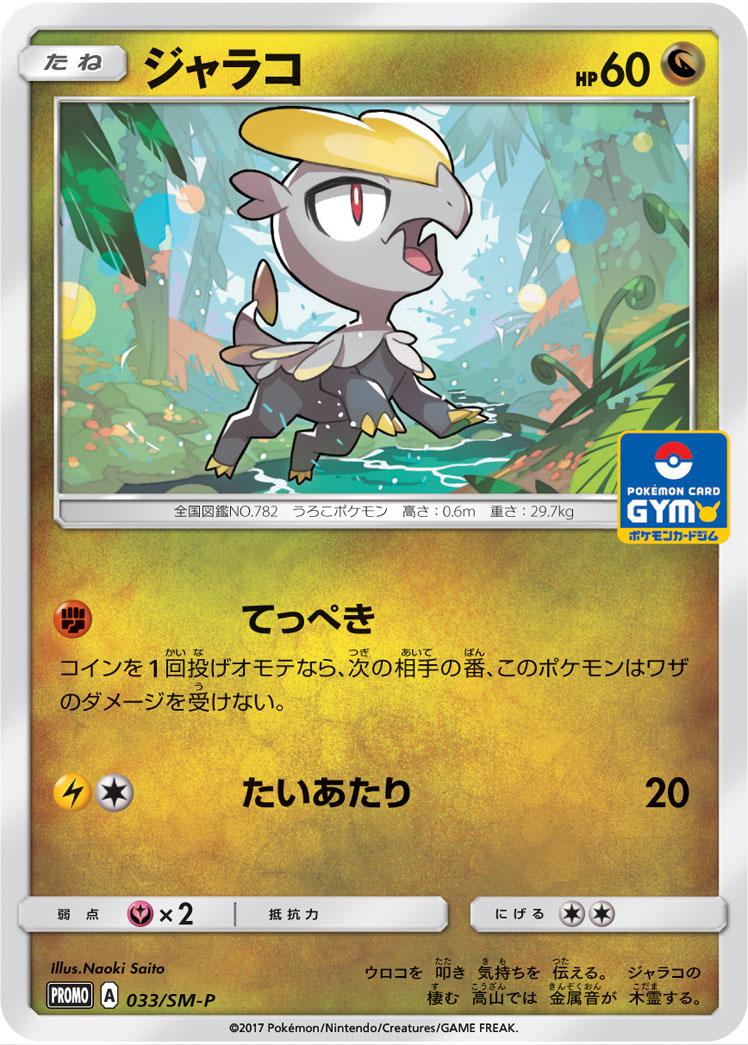 たね ジャラコ HP60
全国図鑑NO.782 うろこポケモン 高さ:0.6m 重さ:29.7kg
POKÉMON CARD
GYM
ポケモンカードジム
てっぺき
コインを1回投げオモテなら、次の相手の番、このポケモンはワザ
のダメージを受けない。
たいあたり 20
弱点 ×2 抵抗力 にげる
Illus.Naoki Saito
PROMO A 033/SM-P
ウロコを 叩き 気持ちを 伝える。 ジャラコの
棲む 高山では 金属音が 木霊する。
©2017 Pokémon/Nintendo/Creatures/GAME FREAK.